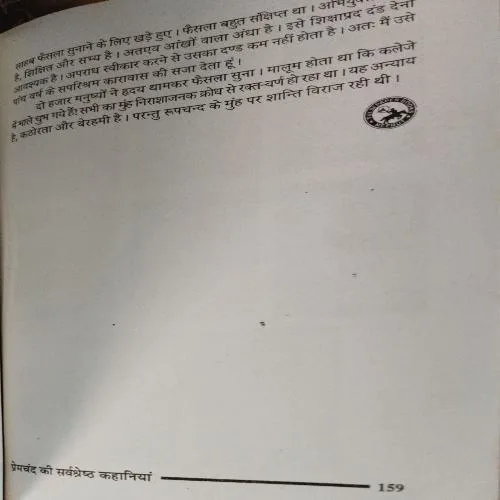 साहब फैसला सुनाने के लिए खड़े हुए। फैसला बहुत संक्षिप्त था। अभियुक्त
है, शिक्षित और सभ्य है। अतएव आंखों वाला अंधा है। इसे शिक्षाप्रद दंड देना
आवश्यक है। अपराध स्वीकार करने से उसका दण्ड कम नहीं होता है। अतः मैं उसे
पांच वर्ष के सपरिश्रम कारावास की सजा देता हूं।
दो हजार मनुष्यों ने हृदय थामकर फैसला सुना। मालूम होता था कि कलेजे
में भाले चुभ गये हैं! सभी का मुंह निराशाजनक क्रोध से रक्त-वर्ण हो रहा था। यह अन्याय
है, कठोरता और बेरहमी है। परन्तु रूपचन्द के मुंह पर शान्ति विराज रही थी।
प्रेमचंद की सर्वश्रेष्ठ कहानियां
159